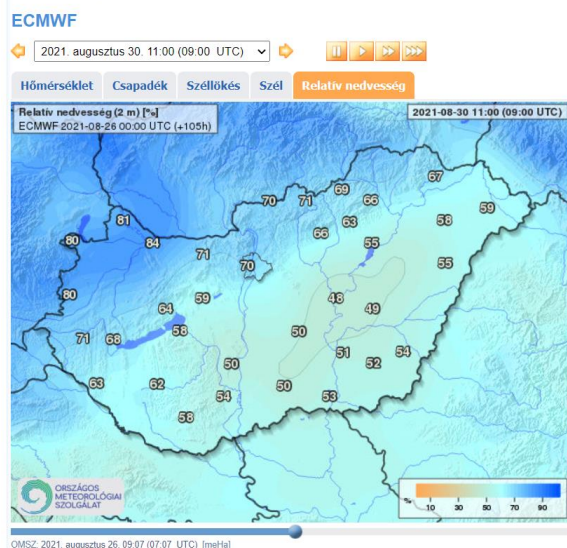 ECMWF
2021. augusztus 30. 11:00 (09:00 UTC)
Hőmérséklet Csapadék Széllökés Szél Relatív nedvesség
Relatív nedvesség (2 m) [%]
ECMWF 2021-08-26 00:00 UTC (+105h)
2021-08-30 11:00 (09:00 UTC)
67
69
70 71 66
59
81 63 58
66
80 84 55
71
70 55
80 59 48
64 49
58 50
71 68
51 54
50 52
63 62 50
54 53
58
ORSZÁGOS
METEOROLÓGIAI
SZOLGÁLAT
% 10 30 50 70 90
OMSZ: 2021. augusztus 26. 09:07 (07:07 UTC) [meHa]